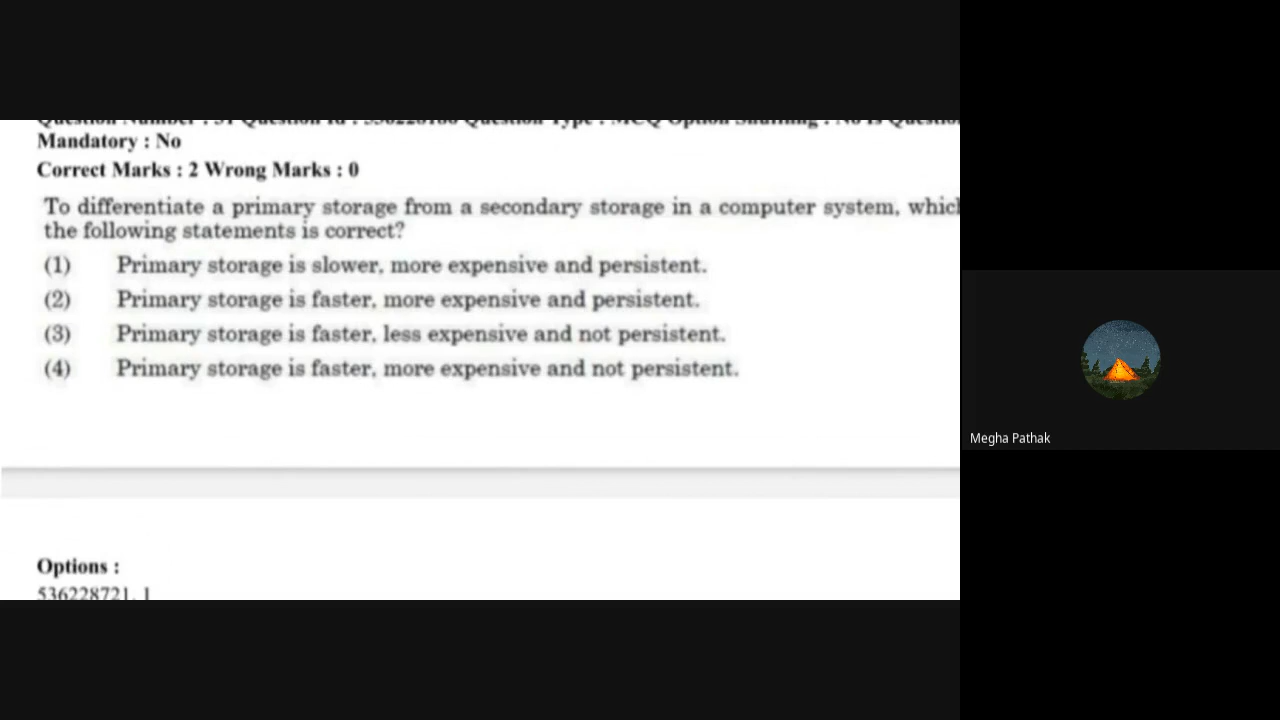 Mandatory : No
Correct Marks : 2 Wrong Marks : 0
To differentiate a primary storage from a secondary storage in a computer system,
the following statements is correct?
(1) Primary storage is slower, more expensive and persistent.
(2) Primary storage is faster, more expensive and persistent.
(3) Primary storage is faster, less expensive and not persistent.
(4) Primary storage is faster, more expensive and not persistent.
Options :
536228721. 1
Megha Pathak